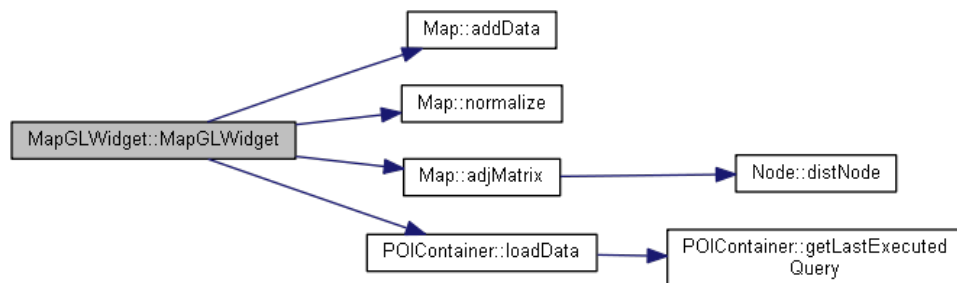 Map::addData
Map::normalize
MapGLWidget::MapGLWidget
Map::adjMatrix
Node::distNode
POIContainer::loadData
POIContainer::getLastExecuted
Query